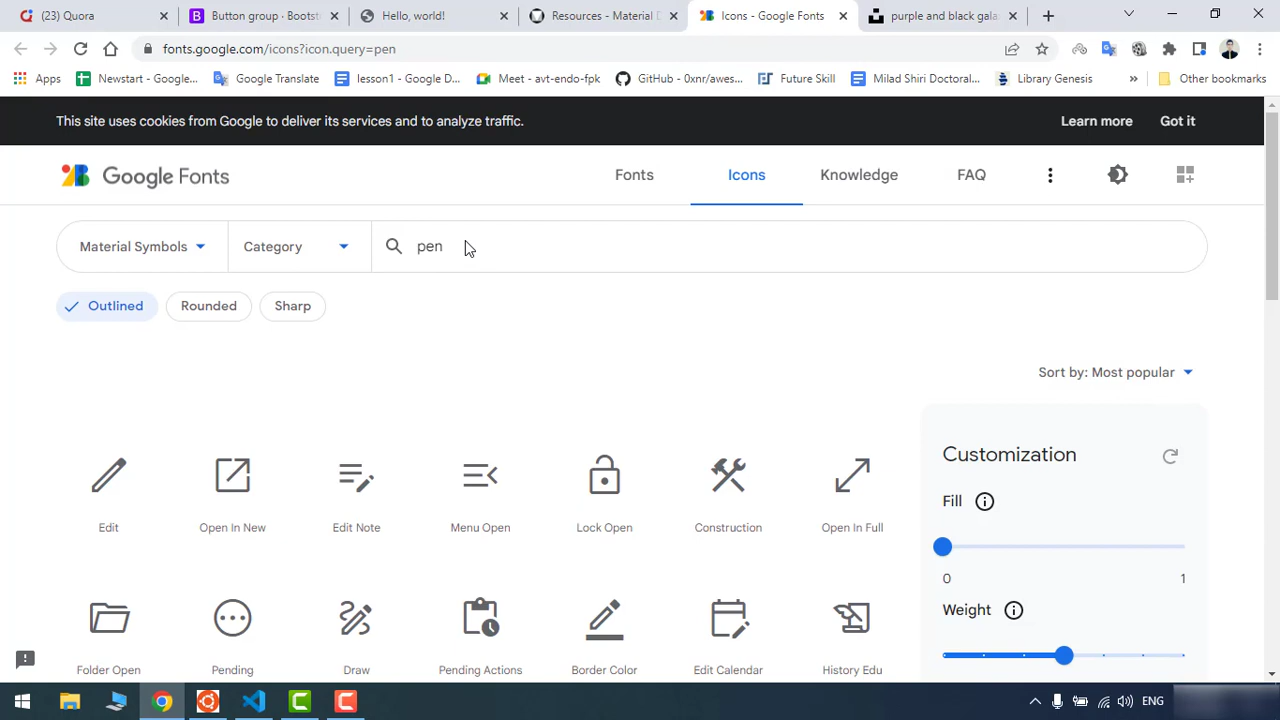 (23) Quora
Button group · Bootst
Hello, world!
Resources - Material D
Icons - Google Fonts
purple and black gala
fonts.google.com/icons?icon.query=pen
Apps
Newstart - Google...
Google Translate
lesson1 - Google D...
Meet - avt-endo-fpk
GitHub - 0xnr/awes...
Future Skill
Milad Shiri Doctoral...
Library Genesis
»
Other bookmarks
This site uses cookies from Google to deliver its services and to analyze traffic.
Learn more
Got it
Google Fonts
Fonts
Icons
Knowledge
FAQ
Material Symbols
Category
pen
Outlined
Rounded
Sharp
Sort by: Most popular
Edit
Open In New
Edit Note
Menu Open
Lock Open
Construction
Open In Full
Customization
Fill
0
1
Weight
Folder Open
Pending
Draw
Pending Actions
Border Color
Edit Calendar
History Edu
ENG